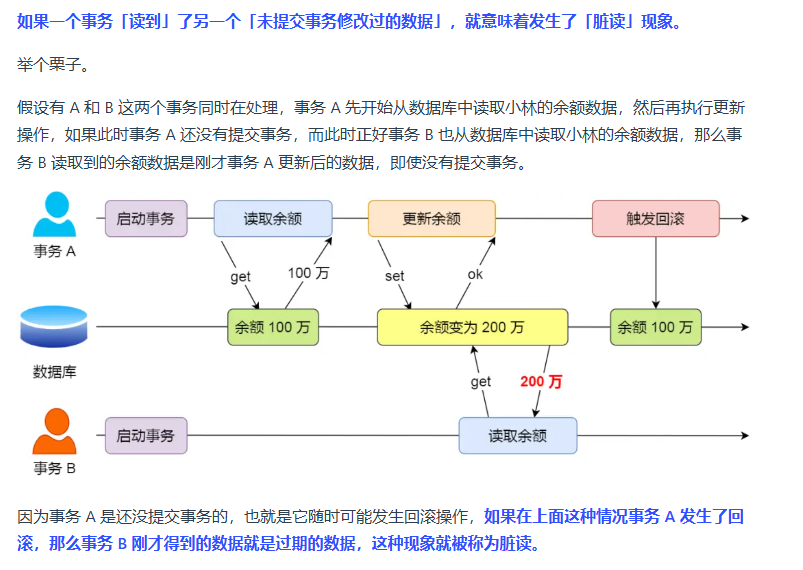 如果一个事务「读到」了另一个「未提交事务修改过的数据」，就意味着发生了「脏读」现象。
举个栗子。
假设有 A 和 B 这两个事务同时在处理，事务 A 先开始从数据库中读取小林的余额数据，然后再执行更新
操作，如果此时事务 A 还没有提交事务，而此时正好事务 B 也从数据库中读取小林的余额数据，那么事
务 B 读取到的余额数据是刚才事务 A 更新后的数据，即使没有提交事务。
启动事务
读取余额
更新余额
触发回滚
事务 A
get
100 万
set
ok
余额 100 万
余额变为 200 万
余额 100 万
数据库
get
200 万
启动事务
读取余额
事务 B
因为事务 A 是还没提交事务的，也就是它随时可能发生回滚操作，如果在上面这种情况事务 A 发生了回
滚，那么事务 B 刚才得到的数据就是过期的数据，这种现象就被称为脏读。